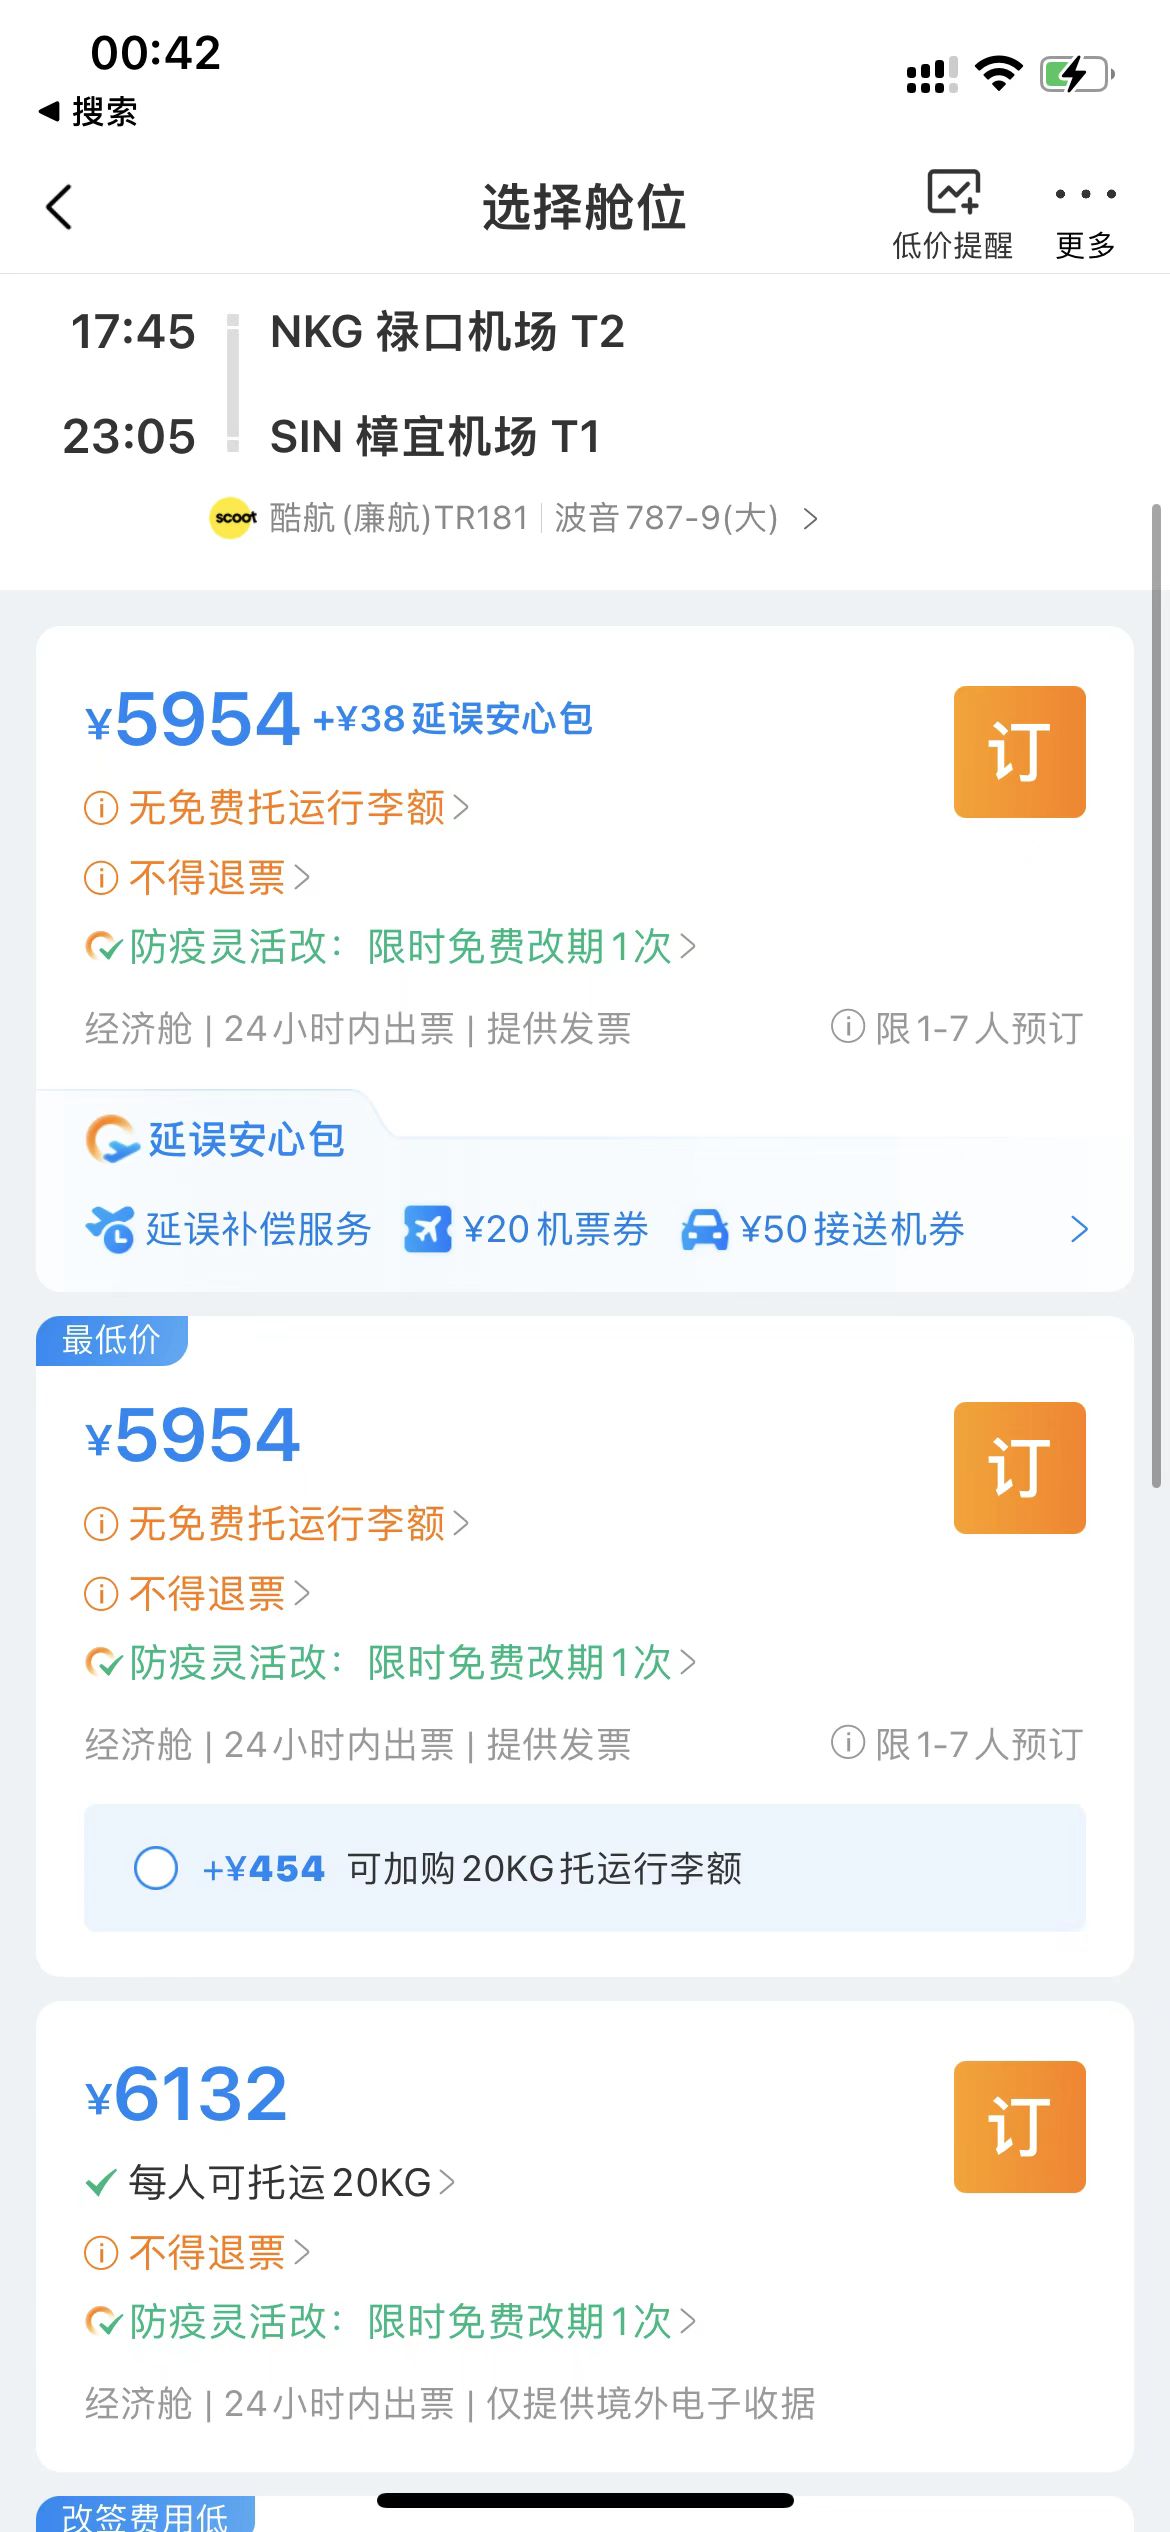 00:42
◀ 搜索
选择舱位
低价提醒
更多
17:45 NKG 禄口机场 T2
23:05 SIN 樟宜机场 T1
scoot 酷航(廉航)TR181 | 波音787-9(大) >
¥5954 +¥38延误安心包
订
无免费托运行李额>
不得退票>
防疫灵活改：限时免费改期1次>
经济舱 | 24小时内出票 | 提供发票 限1-7人预订
延误安心包
延误补偿服务 ¥20机票券 ¥50接送机券 >
最低价
¥5954
订
无免费托运行李额>
不得退票>
防疫灵活改：限时免费改期1次>
经济舱 | 24小时内出票 | 提供发票 限1-7人预订
+¥454 可加购20KG托运行李额
¥6132
订
每人可托运20KG>
不得退票>
防疫灵活改：限时免费改期1次>
经济舱 | 24小时内出票 | 仅提供境外电子收据
改签费用低